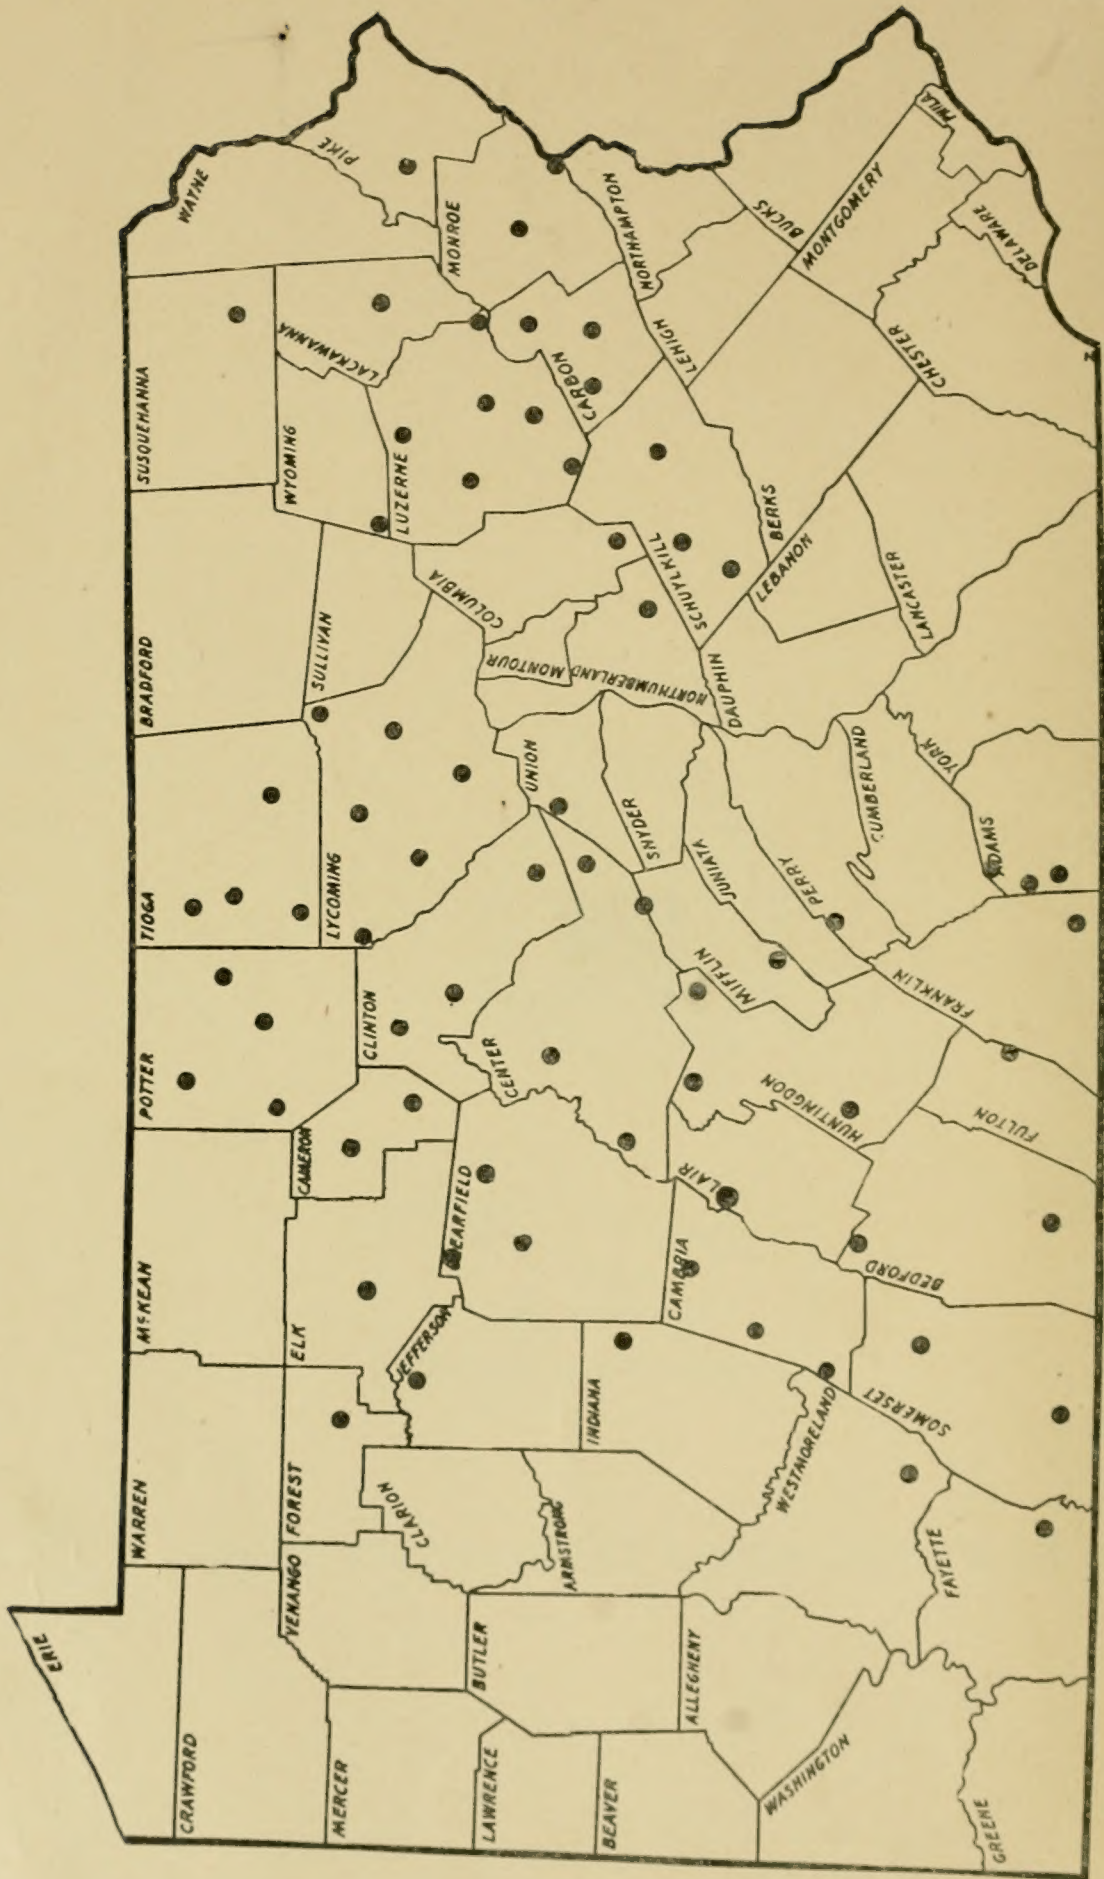 ERIE
CRAWFORD
WARREN
McKEAN
POTTER
TIOGA
BRADFORD
SUSQUEHANNA
WAYNE
PIKE
MERCER
VENANGO
FOREST
ELK
CAMERON
CLINTON
LYCOMING
SULLIVAN
WYOMING
LACKAWANNA
LUZERNE
MONROE
LAWRENCE
BUTLER
CLARION
JEFFERSON
CLEARFIELD
CENTER
UNION
MONTOUR
COLUMBIA
CARBON
NORTHAMPTON
BEAVER
ARMSTRONG
INDIANA
CAMBRIA
BLAIR
HUNTINGDON
MIFFLIN
SNYDER
NORTHUMBERLAND
SCHUYLKILL
LEHIGH
ALLEGHENY
WESTMORELAND
JUNIATA
PERRY
DAUPHIN
LEBANON
BERKS
BUCKS
MONTGOMERY
WASHINGTON
FAYETTE
SOMERSET
BEDFORD
FULTON
FRANKLIN
CUMBERLAND
ADAMS
YORK
LANCASTER
CHESTER
DELAWARE
PHILA
GREENE